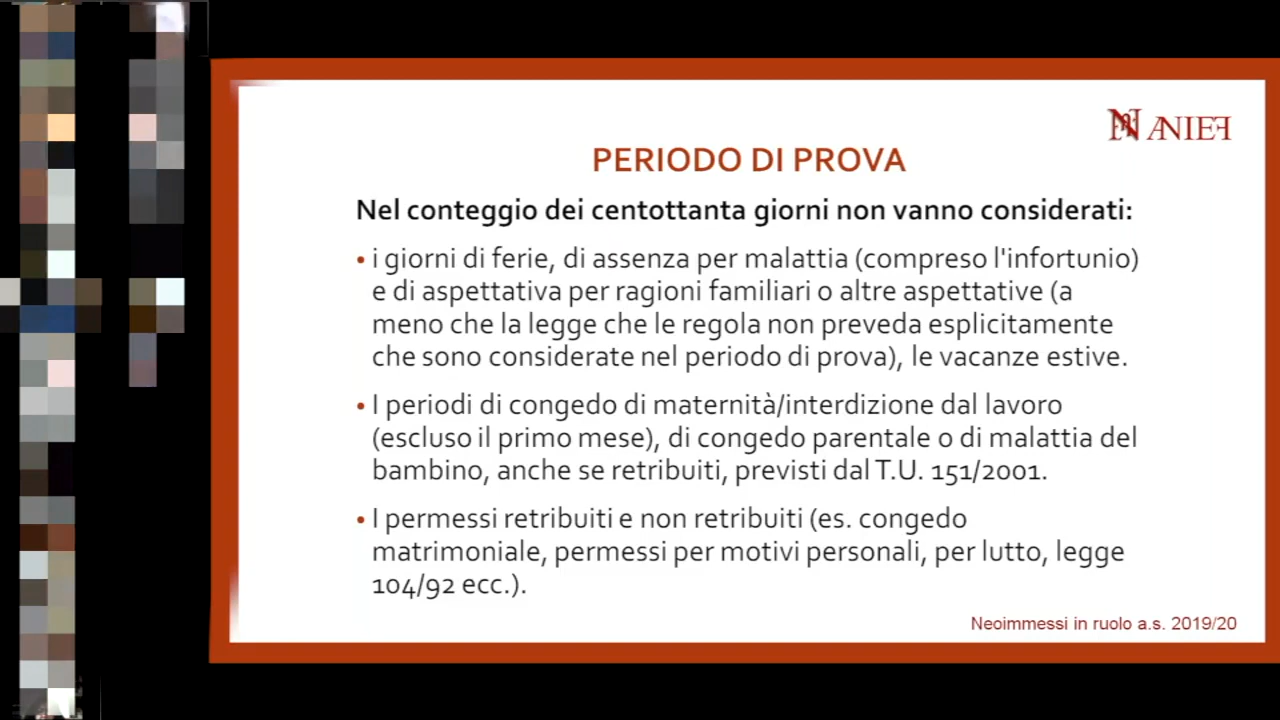 ANIEF
PERIODO DI PROVA
Nel conteggio dei centottanta giorni non vanno considerati:
• i giorni di ferie, di assenza per malattia (compreso l'infortunio)
e di aspettativa per ragioni familiari o altre aspettative (a
meno che la legge che le regola non preveda esplicitamente
che sono considerate nel periodo di prova), le vacanze estive.
• I periodi di congedo di maternità/interdizione dal lavoro
(escluso il primo mese), di congedo parentale o di malattia del
bambino, anche se retribuiti, previsti dal T.U. 151/2001.
• I permessi retribuiti e non retribuiti (es. congedo
matrimoniale, permessi per motivi personali, per lutto, legge
104/92 ecc.).
Neoimmessi in ruolo a.s. 2019/20